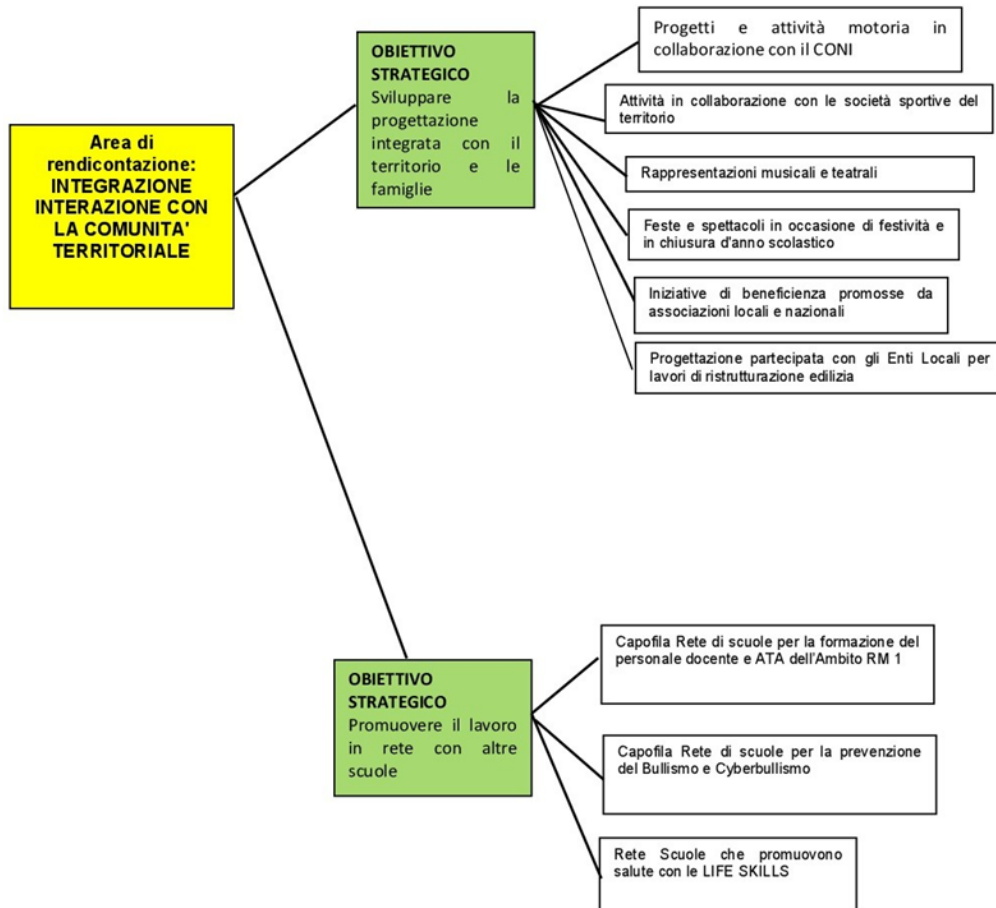 Area di
rendicontazione:
INTEGRAZIONE
INTERAZIONE CON
LA COMUNITA'
TERRITORIALE
OBIETTIVO
STRATEGICO
Sviluppare la
progettazione
integrata con il
territorio e le
famiglie
Progetti e attività motoria in
collaborazione con il CONI
Attività in collaborazione con le società sportive del
territorio
Rappresentazioni musicali e teatrali
Feste e spettacoli in occasione di festività e
in chiusura d'anno scolastico
Iniziative di beneficienza promosse da
associazioni locali e nazionali
Progettazione partecipata con gli Enti Locali per
lavori di ristrutturazione edilizia
OBIETTIVO
STRATEGICO
Promuovere il lavoro
in rete con altre
scuole
Capofila Rete di scuole per la formazione del
personale docente e ATA dell'Ambito RM 1
Capofila Rete di scuole per la prevenzione
del Bullismo e Cyberbullismo
Rete Scuole che promuovono
salute con le LIFE SKILLS